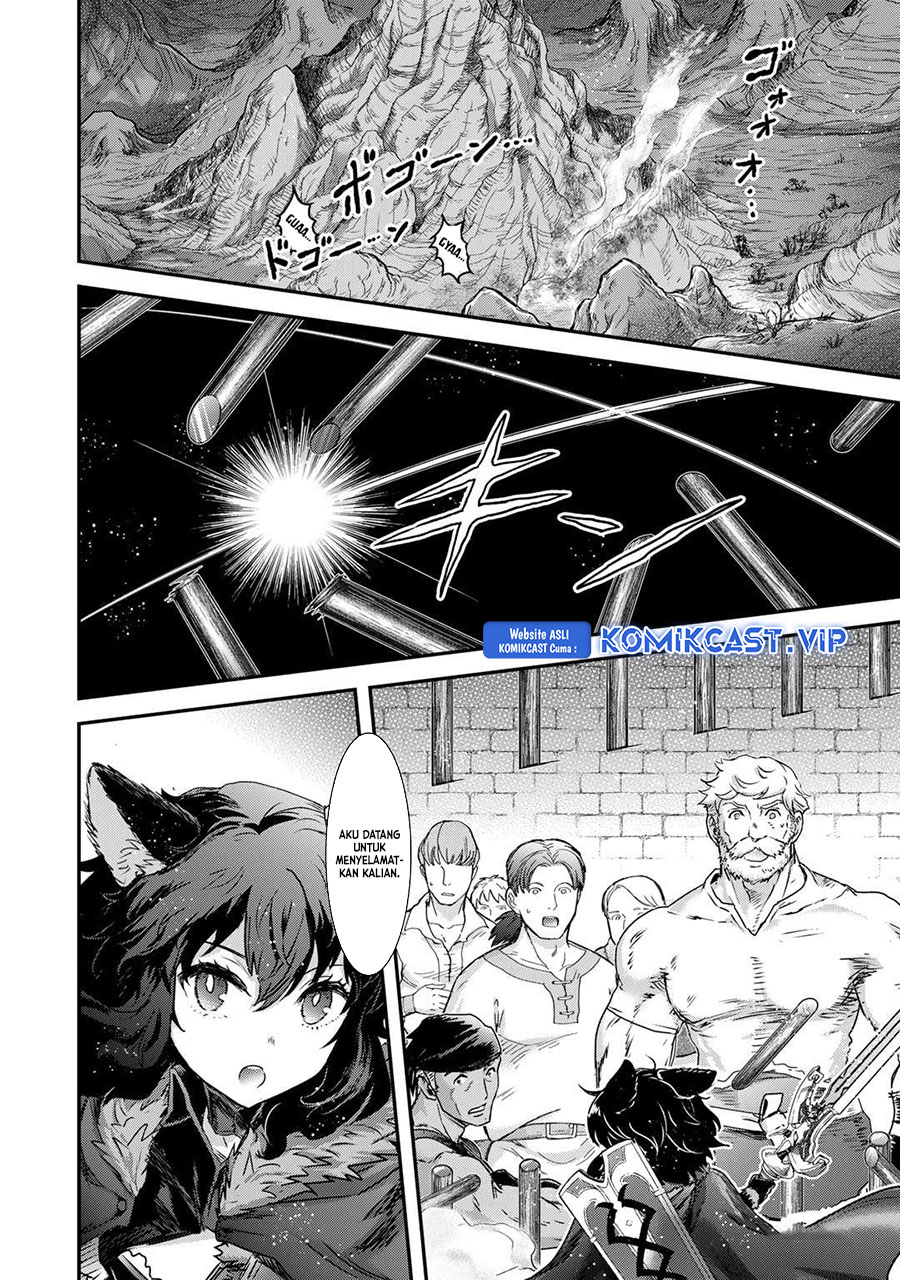 ゴォオォ...
ボゴーン...
GYAA..
GUAA..
ドゴーン...
キーン
Website ASLI
KOMIKCAST Cuma :
KOMIKCAST.VIP
AKU DATANG
UNTUK
MENYELAMAT-
KAN KALIAN.